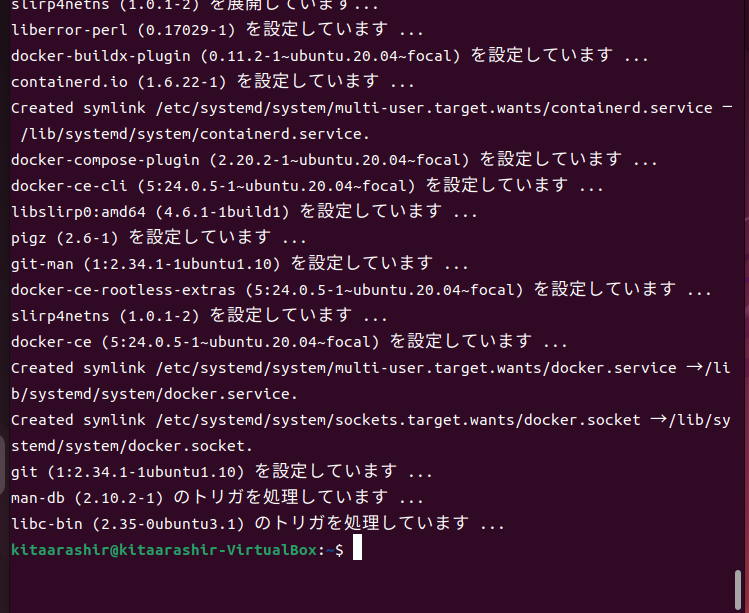 slirp4netns (1.0.1-2) を展開しています...
liberror-perl (0.17029-1) を設定しています ...
docker-buildx-plugin (0.11.2-1~ubuntu.20.04~focal) を設定しています ...
containerd.io (1.6.22-1) を設定しています ...
Created symlink /etc/systemd/system/multi-user.target.wants/containerd.service →
/lib/systemd/system/containerd.service.
docker-compose-plugin (2.20.2-1~ubuntu.20.04~focal) を設定しています ...
docker-ce-cli (5:24.0.5-1~ubuntu.20.04~focal) を設定しています ...
libslirp0:amd64 (4.6.1-1build1) を設定しています ...
pigz (2.6-1) を設定しています ...
git-man (1:2.34.1-1ubuntu1.10) を設定しています ...
docker-ce-rootless-extras (5:24.0.5-1~ubuntu.20.04~focal) を設定しています ...
slirp4netns (1.0.1-2) を設定しています ...
docker-ce (5:24.0.5-1~ubuntu.20.04~focal) を設定しています ...
Created symlink /etc/systemd/system/multi-user.target.wants/docker.service →/li
b/systemd/system/docker.service.
Created symlink /etc/systemd/system/sockets.target.wants/docker.socket →/lib/sy
stemd/system/docker.socket.
git (1:2.34.1-1ubuntu1.10) を設定しています ...
man-db (2.10.2-1) のトリガを処理しています ...
libc-bin (2.35-0ubuntu3.1) のトリガを処理しています ...
kitaarashir@kitaarashir-VirtualBox:~$